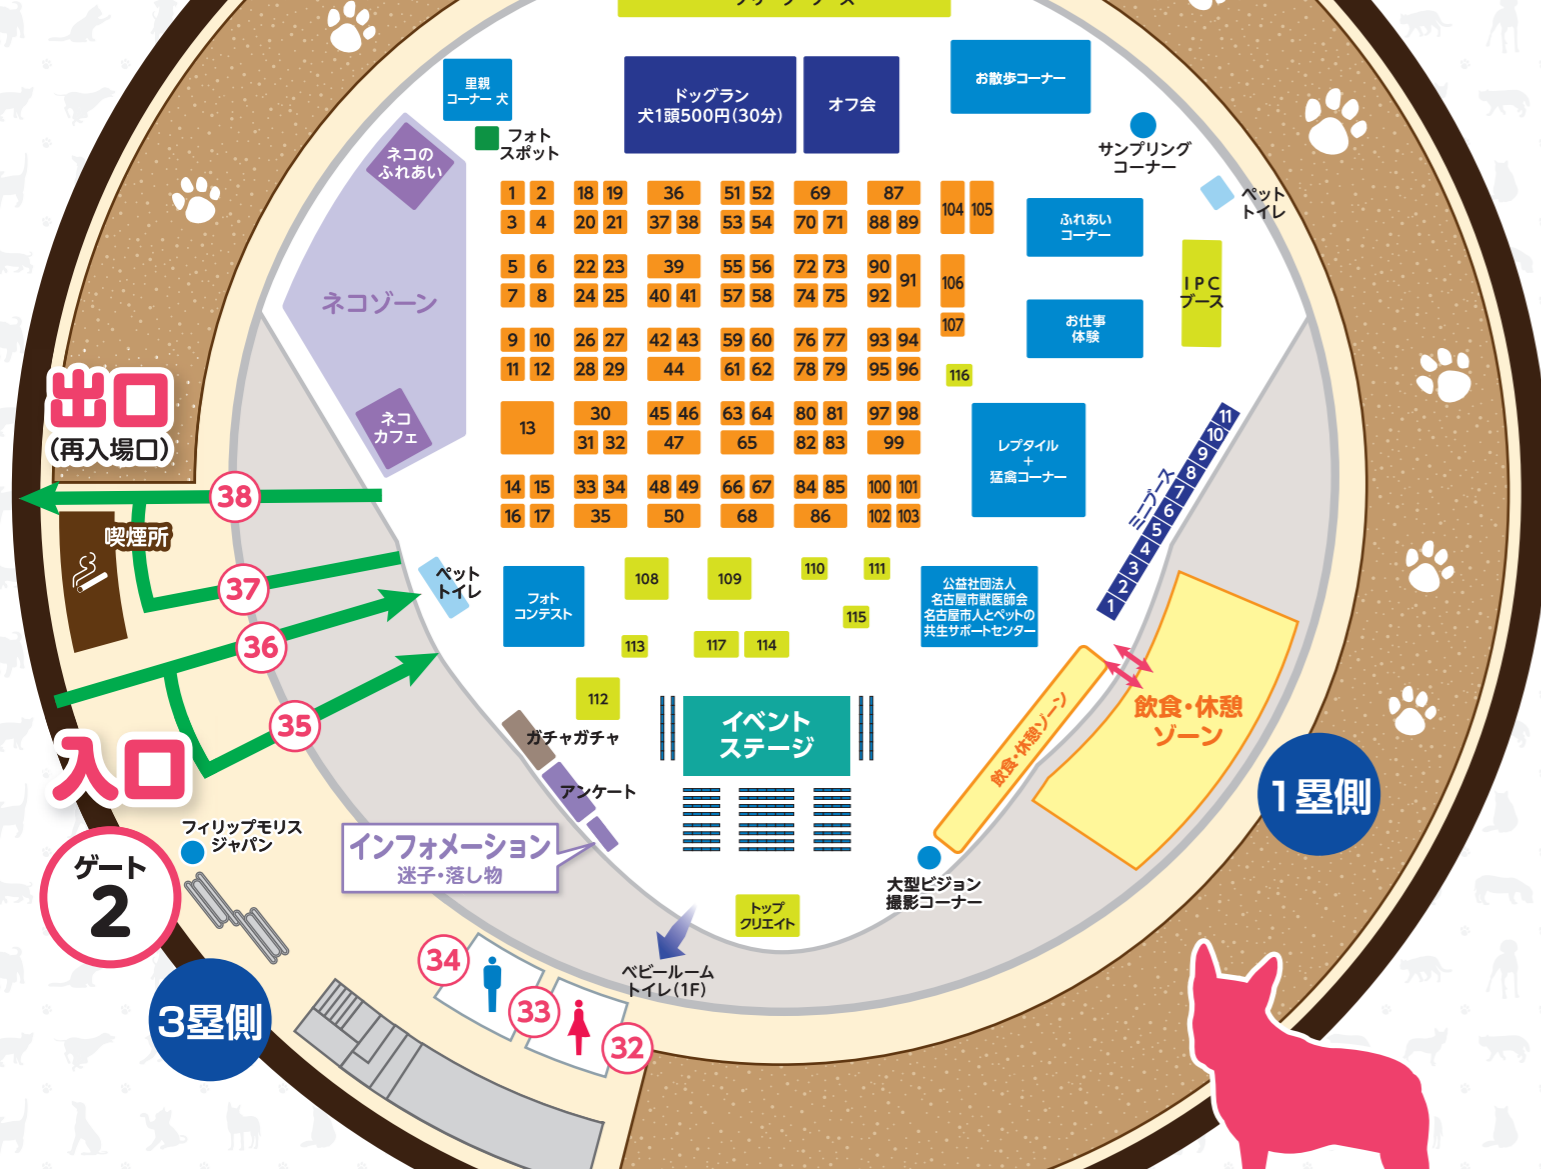 里親
コーナー 犬
フォト
スポット
ドッグラン
犬1頭500円(30分)
オフ会
お散歩コーナー
サンプリング
コーナー
ペット
トイレ
ネコの
ふれあい
ネコゾーン
ネコ
カフェ
1 2 18 19 36 51 52 69 87
3 4 20 21 37 38 53 54 70 71 88 89
104 105
5 6 22 23 39 55 56 72 73 90
91
7 8 24 25 40 41 57 58 74 75 92
106
9 10 26 27 42 43 59 60 76 77 93 94
107
11 12 28 29 44 61 62 78 79 95 96
116
13
30 45 46 63 64 80 81 97 98
31 32 47 65 82 83 99
14 15 33 34 48 49 66 67 84 85 100 101
16 17 35 50 68 86 102 103
ふれあい
コーナー
IPC
ブース
お仕事
体験
レプタイル
+
猛禽コーナー
11
10
9
8
7
6
5
4
3
2
1
ミニブース
出口
(再入場口)
38
喫煙所
37
36
35
入口
ペット
トイレ
フォト
コンテスト
108
109
110
111
115
113
117
114
112
公益社団法人
名古屋市獣医師会
名古屋市人とペットの
共生サポートセンター
イベント
ステージ
ガチャガチャ
アンケート
インフォメーション
迷子・落し物
飲食・休憩ゾーン
飲食・休憩
ゾーン
1塁側
大型ビジョン
撮影コーナー
トップ
クリエイト
ベビールーム
トイレ(1F)
フィリップモリス
ジャパン
ゲート
2
3塁側
34
33
32